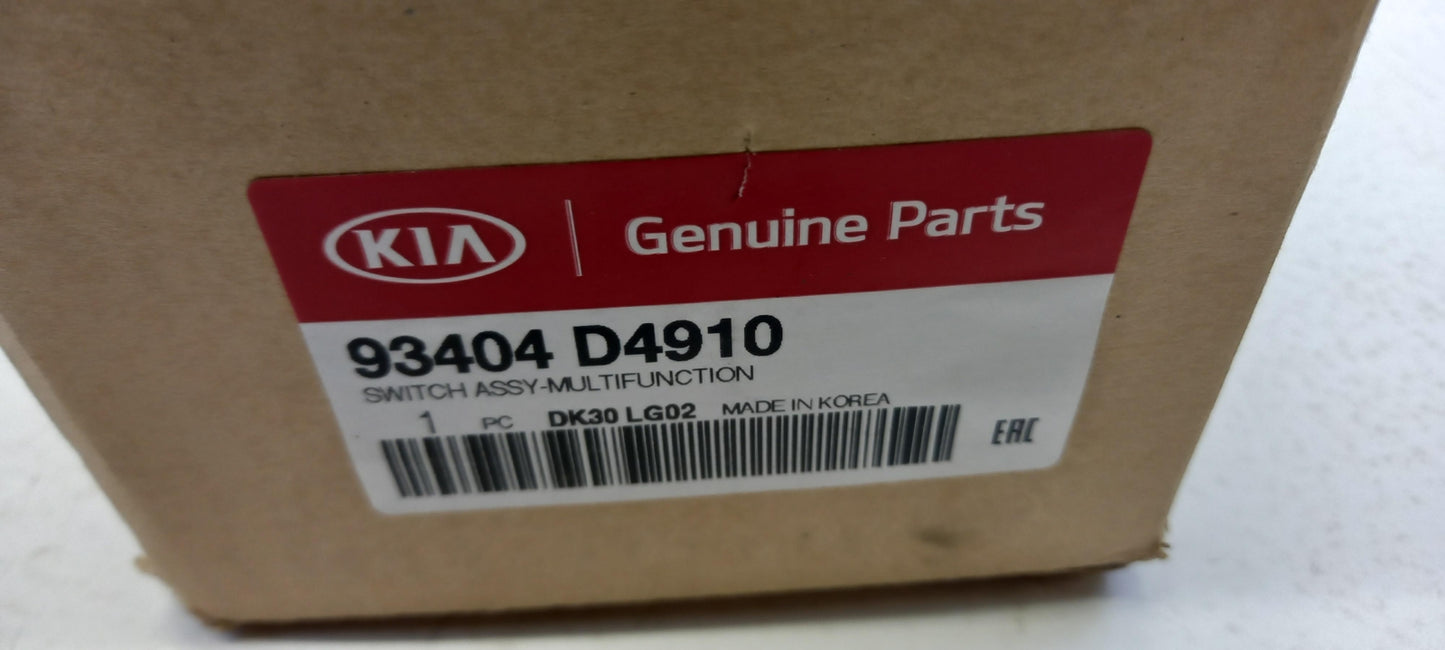 KIA | Genuine Parts
93404 D4910
SWITCH ASSY-MULTIFUNCTION
1 PC DK30 LG02 MADE IN KOREA
EAC